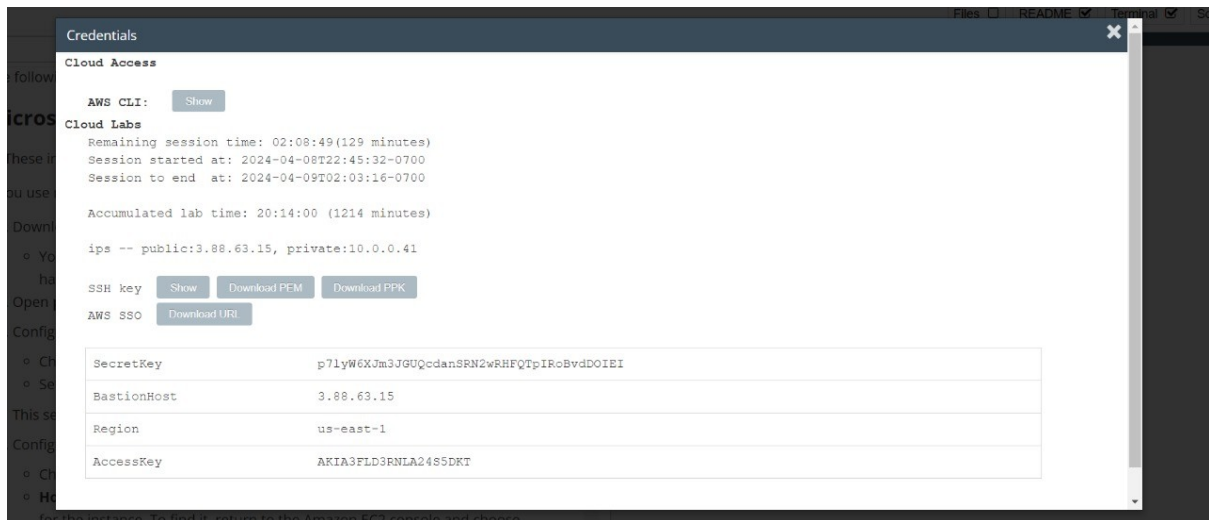 Files README Terminal
Credentials
Cloud Access
AWS CLI: Show
Cloud Labs
Remaining session time: 02:08:49(129 minutes)
Session started at: 2024-04-08T22:45:32-0700
Session to end at: 2024-04-09T02:03:16-0700
Accumulated lab time: 20:14:00 (1214 minutes)
ips -- public:3.88.63.15, private:10.0.0.41
SSH key Show Download PEM Download PPK
AWS SSO Download URL
SecretKey p7lyW6XJm3JGUQcdanSRN2wRHFQTpIRoBvdDOIEI
BastionHost 3.88.63.15
Region us-east-1
AccessKey AKIA3FLD3RNLA24S5DKT
for the instance. To find it, return to the Amazon EC2 console and choose